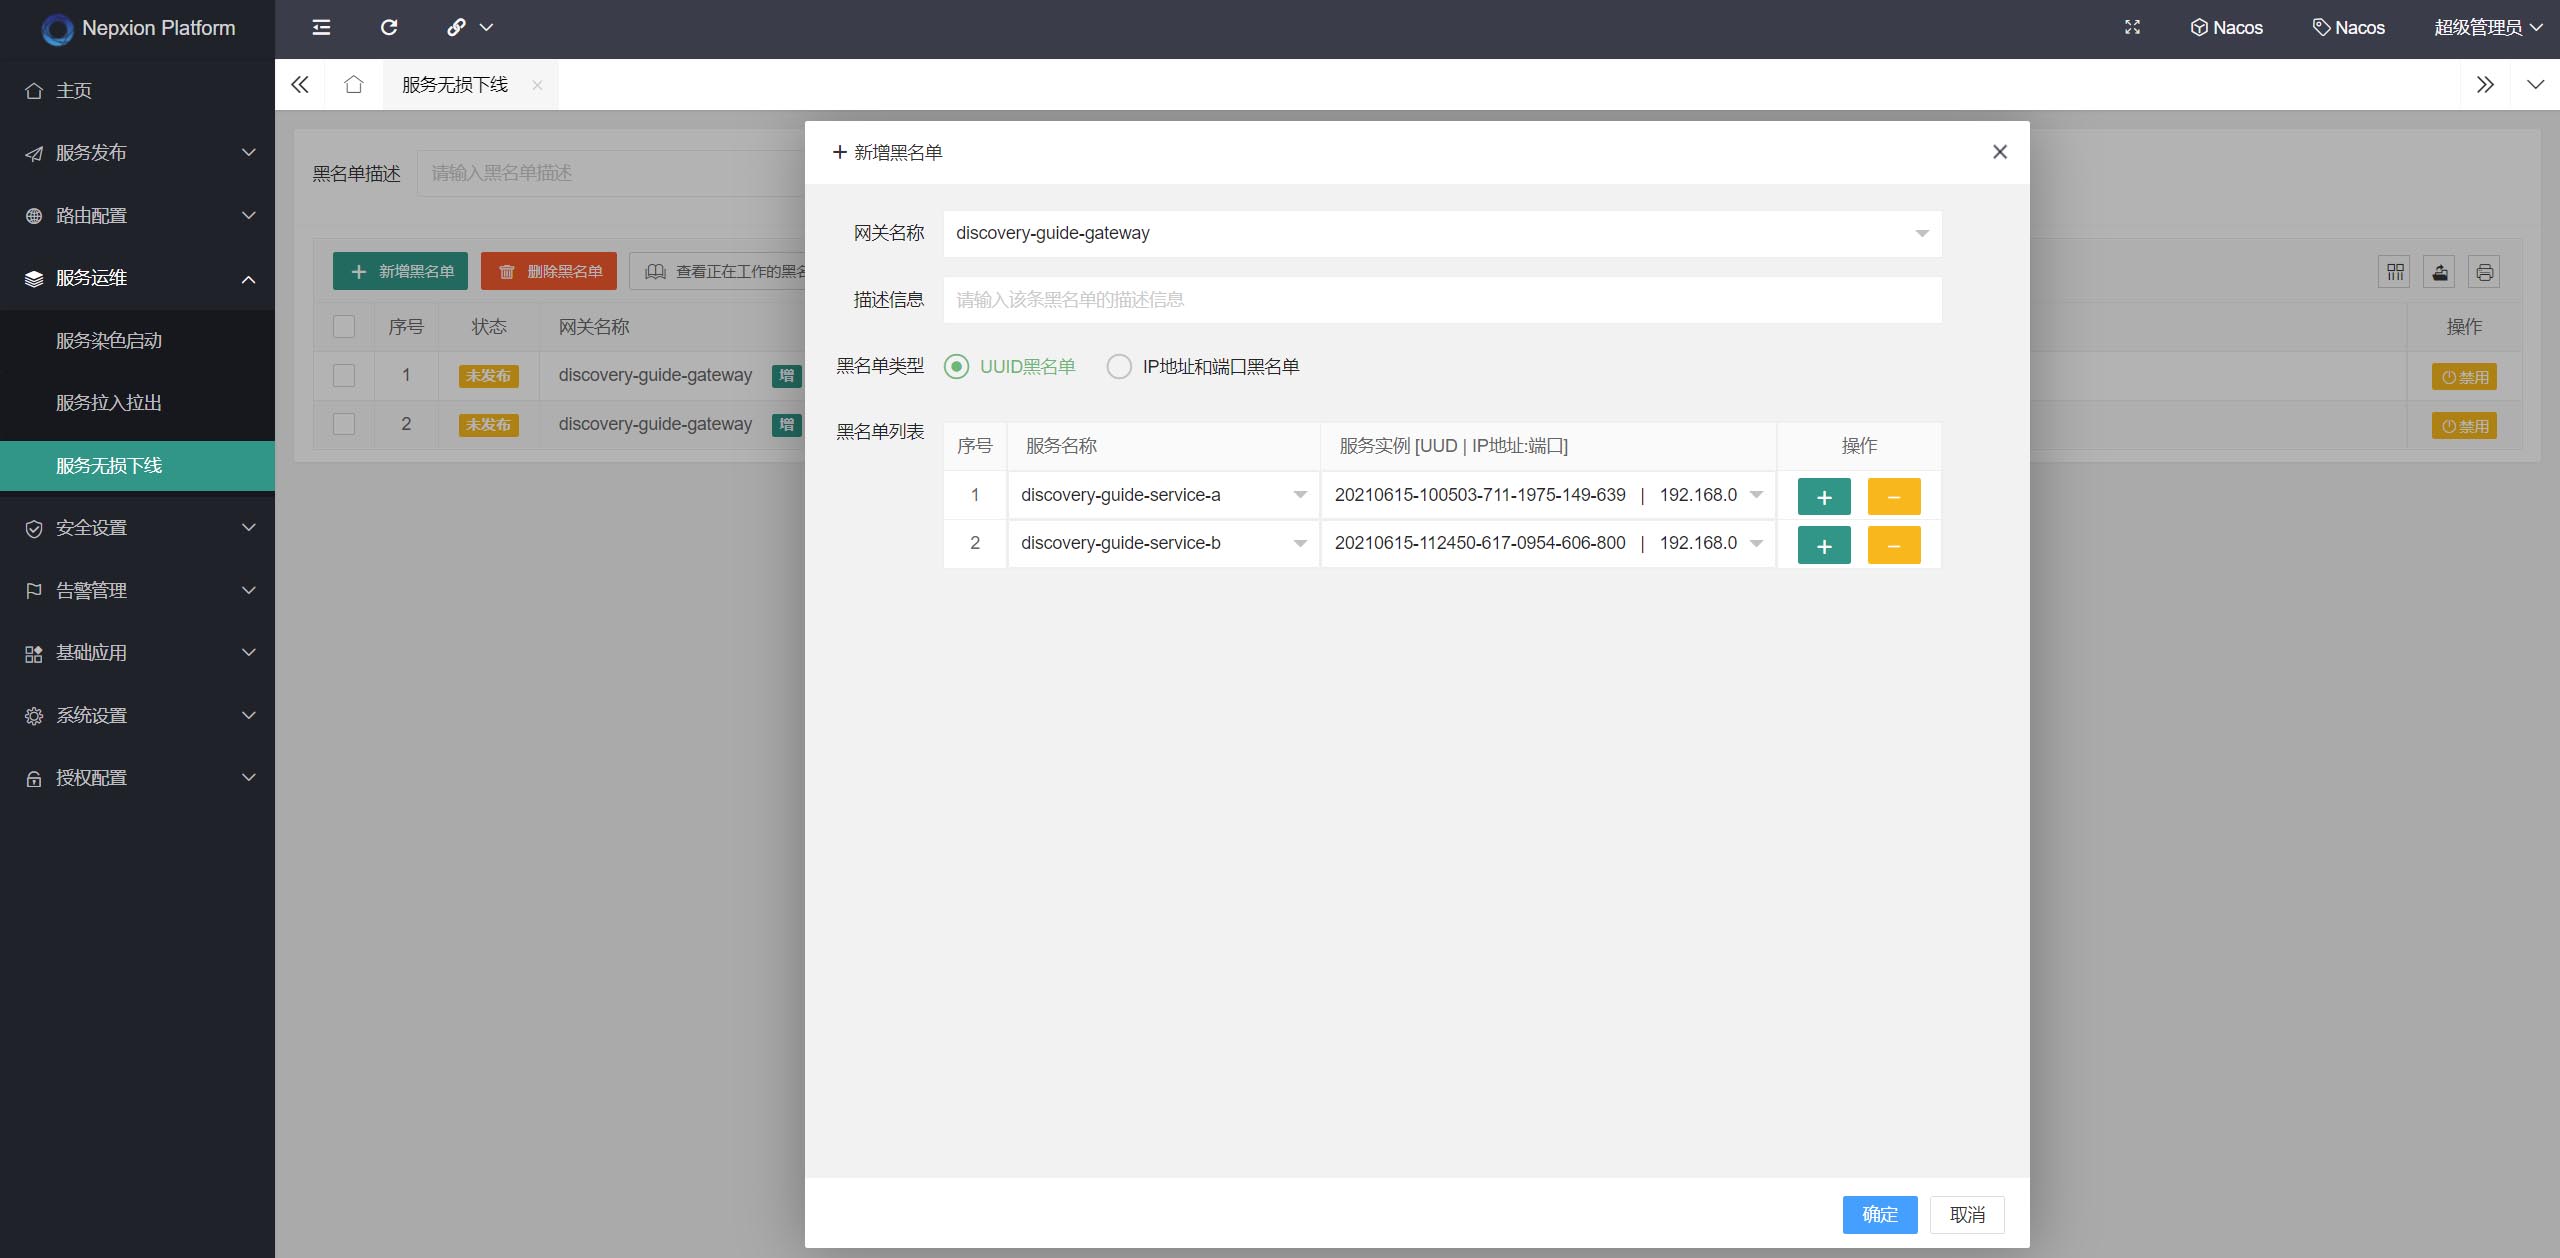 Nepxion Platform
Nacos
Nacos
超级管理员
主页
服务发布
路由配置
服务运维
服务染色启动
服务拉入拉出
服务无损下线
安全设置
告警管理
基础应用
系统设置
授权配置
服务无损下线
黑名单描述 请输入黑名单描述
新增黑名单 删除黑名单 查看正在工作的黑名
序号 状态 网关名称 操作
1 未发布 discovery-guide-gateway 增 禁用
2 未发布 discovery-guide-gateway 增 禁用
新增黑名单
网关名称 discovery-guide-gateway
描述信息 请输入该条黑名单的描述信息
黑名单类型 UUID黑名单 IP地址和端口黑名单
黑名单列表
序号 服务名称 服务实例 [UUD | IP地址:端口] 操作
1 discovery-guide-service-a 20210615-100503-711-1975-149-639 | 192.168.0 + −
2 discovery-guide-service-b 20210615-112450-617-0954-606-800 | 192.168.0 + −
确定 取消